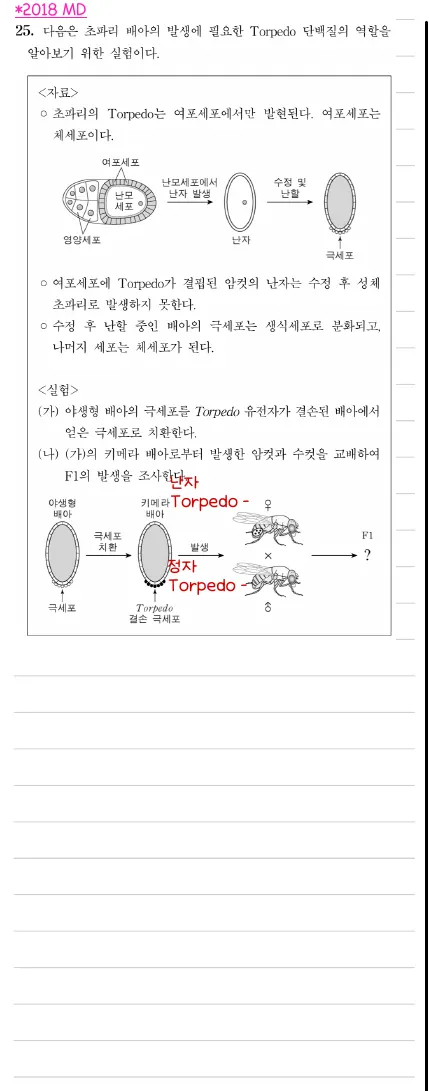 *2018 MD
25. 다음은 초파리 배아의 발생에 필요한 Torpedo 단백질의 역할을
알아보기 위한 실험이다.
<자료>
○ 초파리의 Torpedo는 여포세포에서만 발현된다. 여포세포는
체세포이다.
여포세포
난모
세포
영양세포
난모세포에서
난자 발생
난자
수정 및
난할
극세포
○ 여포세포에 Torpedo가 결핍된 암컷의 난자는 수정 후 성체
초파리로 발생하지 못한다.
○ 수정 후 난할 중인 배아의 극세포는 생식세포로 분화되고,
나머지 세포는 체세포가 된다.
<실험>
(가) 야생형 배아의 극세포를 Torpedo 유전자가 결손된 배아에서
얻은 극세포로 치환한다.
(나) (가)의 키메라 배아로부터 발생한 암컷과 수컷을 교배하여
F1의 발생을 조사한다.
난자
Torpedo -
야생형
배아
극세포
치환
키메라
배아
발생
정자
Torpedo -
♀
×
♂
F1
?
극세포
Torpedo
결손 극세포